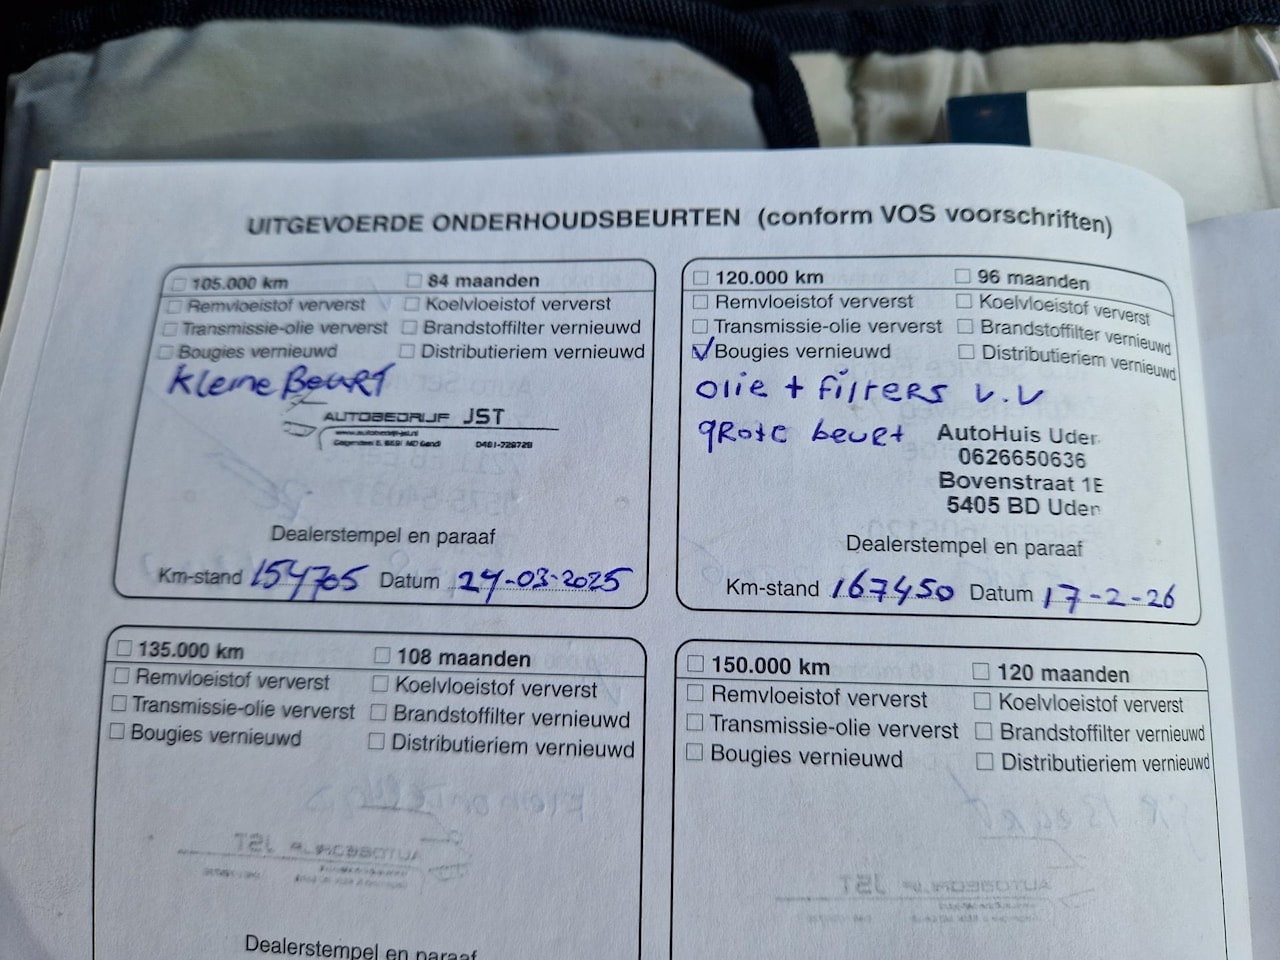 UITGEVOERDE ONDERHOUDSBEURTEN (conform VOS voorschriften)
105.000 km 84 maanden
Remvloeistof ververst Koelvloeistof ververst
Transmissie-olie ververst Brandstoffilter vernieuwd
Bougies vernieuwd Distributieriem vernieuwd
Kleine Beurt
AUTOBEDRIJF JST
Dealerstempel en paraaf
Km-stand 154705 Datum 24-03-2025
120.000 km 96 maanden
Remvloeistof ververst Koelvloeistof ververst
Transmissie-olie ververst Brandstoffilter vernieuwd
Bougies vernieuwd Distributieriem vernieuwd
olie + filters v.v
grote beurt
AutoHuis Uden
0626650636
Bovenstraat 1E
5405 BD Uden
Dealerstempel en paraaf
Km-stand 167450 Datum 17-2-26
135.000 km 108 maanden
Remvloeistof ververst Koelvloeistof ververst
Transmissie-olie ververst Brandstoffilter vernieuwd
Bougies vernieuwd Distributieriem vernieuwd
Dealerstempel en paraaf
150.000 km 120 maanden
Remvloeistof ververst Koelvloeistof ververst
Transmissie-olie ververst Brandstoffilter vernieuwd
Bougies vernieuwd Distributieriem vernieuwd